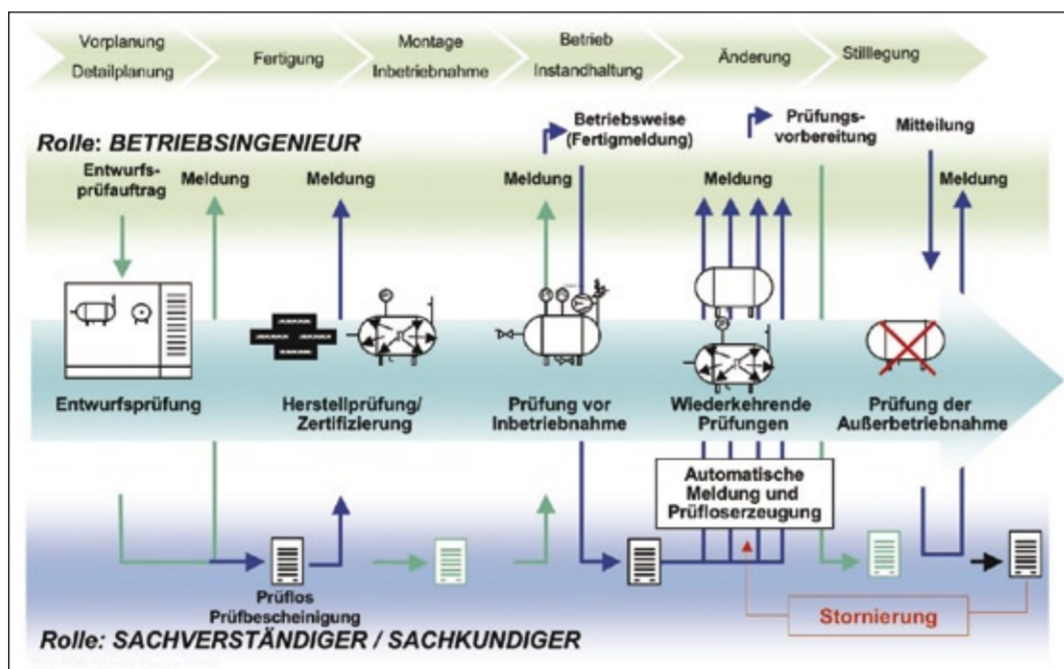 Vorplanung
Detailplanung
Fertigung
Montage
Inbetriebnahme
Betrieb
Instandhaltung
Änderung
Stilllegung
Rolle: BETRIEBSINGENIEUR
Betriebsweise
(Fertigmeldung)
Prüfungs-
vorbereitung
Mitteilung
Entwurfs-
prüfauftrag
Meldung
Meldung
Meldung
Meldung
Meldung
Entwurfsprüfung
Herstellprüfung/
Zertifizierung
Prüfung vor
Inbetriebnahme
Wiederkehrende
Prüfungen
Prüfung der
Außerbetriebnahme
Automatische
Meldung und
Prüfloserzeugung
Prüflos
Prüfbescheinigung
Stornierung
Rolle: SACHVERSTÄNDIGER / SACHKUNDIGER